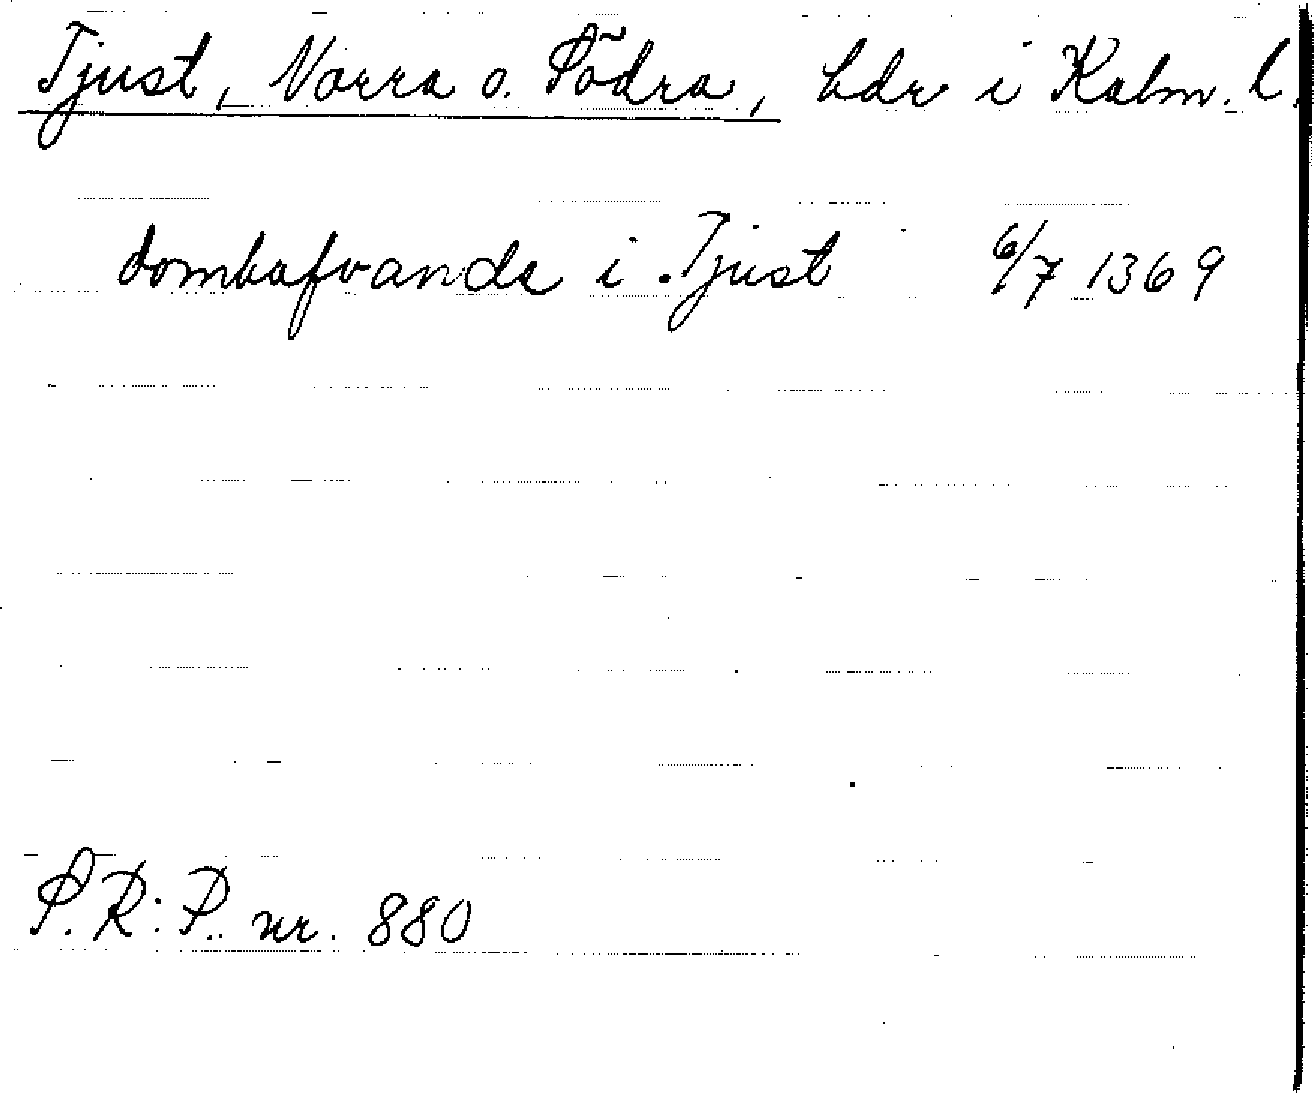 Tjust, Norra o. Södra, hdr i Kalm. l.
domhafvande i Tjust 6/7 1369
S.R:P. nr. 880